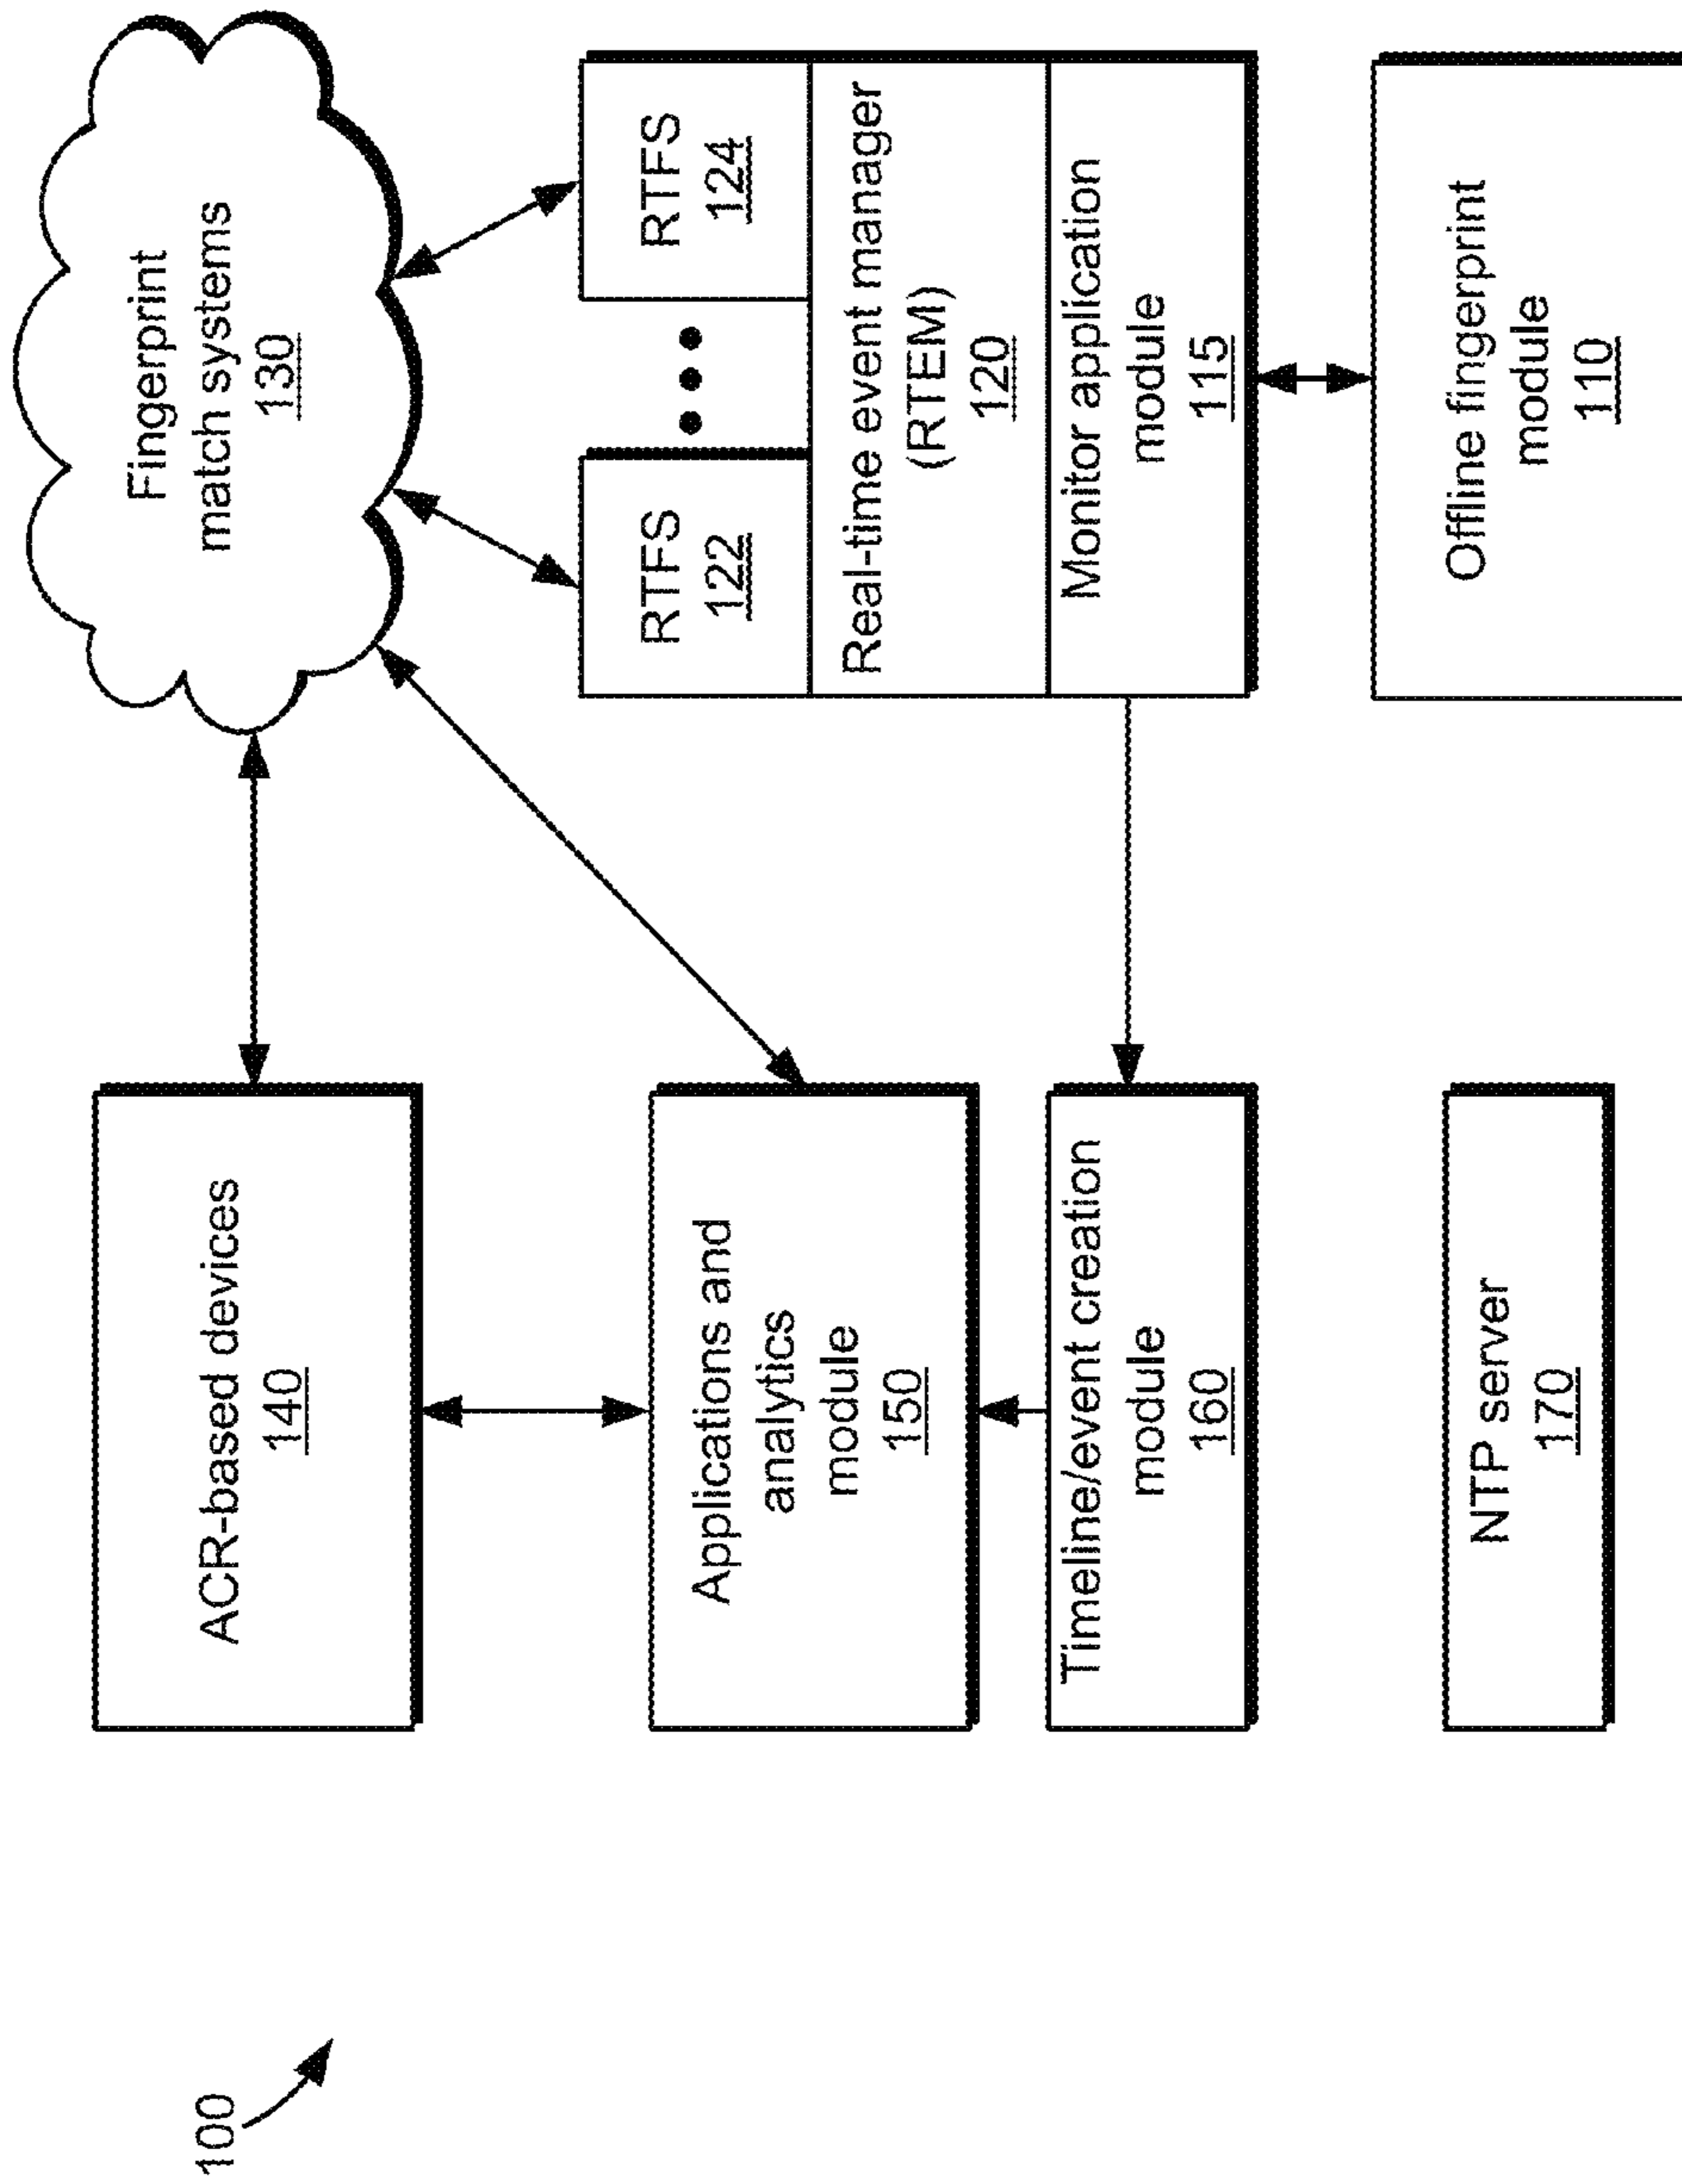 100
ACR-based devices
140
Applications and
analytics
module
150
Timeline/event creation
module
160
NTP server
170
Fingerprint
match systems
130
RTFS
122
RTFS
124
Real-time event manager
(RTEM)
120
Monitor application
module
115
Offline fingerprint
module
110